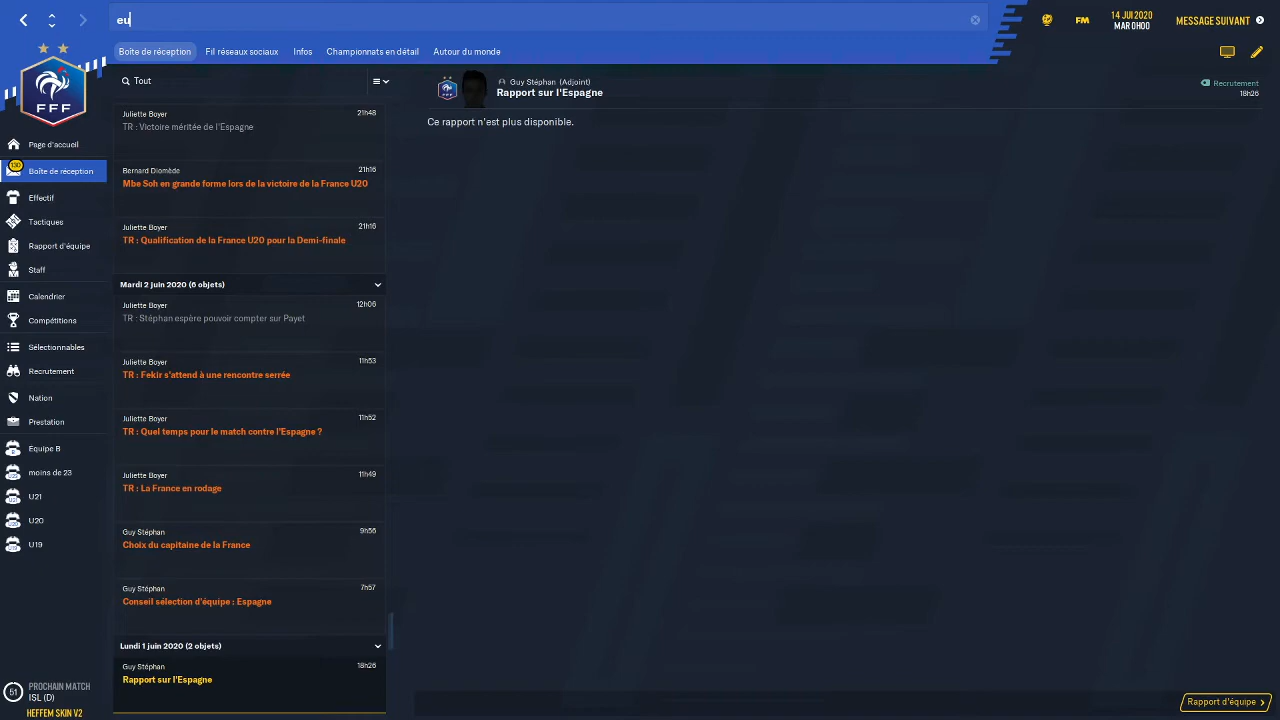 eu
14 JUI 2020
MAR 0H00
MESSAGE SUIVANT
FM
Boîte de réception
Fil réseaux sociaux
Infos
Championnats en détail
Autour du monde
FFF
Page d'accueil
130
Boîte de réception
Effectif
Tactiques
Rapport d'équipe
Staff
Calendrier
Compétitions
Sélectionnables
Recrutement
Nation
Prestation
Equipe B
moins de 23
U21
U20
U19
51
PROCHAIN MATCH
ISL (D)
HEFFEM SKIN V2
Tout
Juliette Boyer 21h48
TR : Victoire méritée de l'Espagne
Bernard Diomède 21h16
Mbe Soh en grande forme lors de la victoire de la France U20
Juliette Boyer 21h16
TR : Qualification de la France U20 pour la Demi-finale
Mardi 2 juin 2020 (6 objets)
Juliette Boyer 12h06
TR : Stéphan espère pouvoir compter sur Payet
Juliette Boyer 11h53
TR : Fekir s'attend à une rencontre serrée
Juliette Boyer 11h52
TR : Quel temps pour le match contre l'Espagne ?
Juliette Boyer 11h49
TR : La France en rodage
Guy Stéphan 9h56
Choix du capitaine de la France
Guy Stéphan 7h57
Conseil sélection d'équipe : Espagne
Lundi 1 juin 2020 (2 objets)
Guy Stéphan 18h26
Rapport sur l'Espagne
Guy Stéphan (Adjoint)
Rapport sur l'Espagne
Recrutement
18h26
Ce rapport n'est plus disponible.
Rapport d'équipe